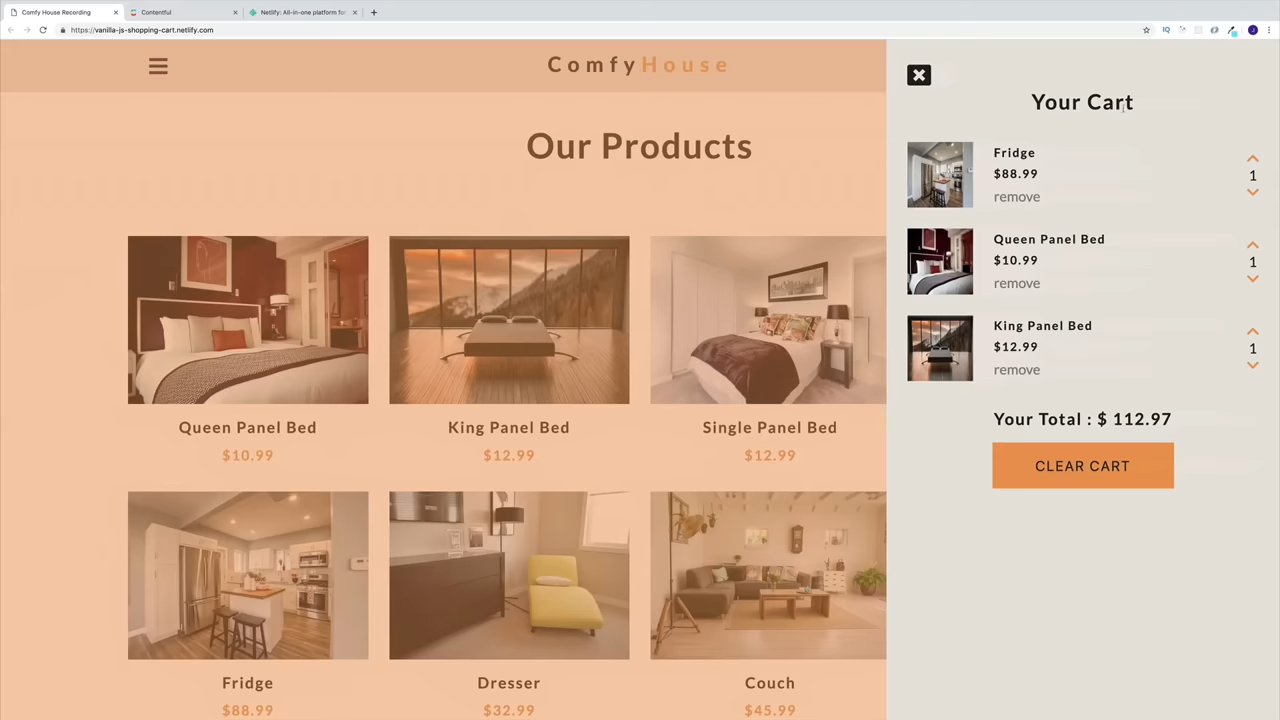 Comfy House Recording
Contentful
Netlify: All-in-one platform for
https://vanilla-js-shopping-cart.netlify.com
IQ
J
ComfyHouse
Our Products
Queen Panel Bed
$10.99
King Panel Bed
$12.99
Single Panel Bed
$12.99
Fridge
$88.99
Dresser
$32.99
Couch
$45.99
Your Cart
Fridge
$88.99
remove
1
Queen Panel Bed
$10.99
remove
1
King Panel Bed
$12.99
remove
1
Your Total : $ 112.97
CLEAR CART